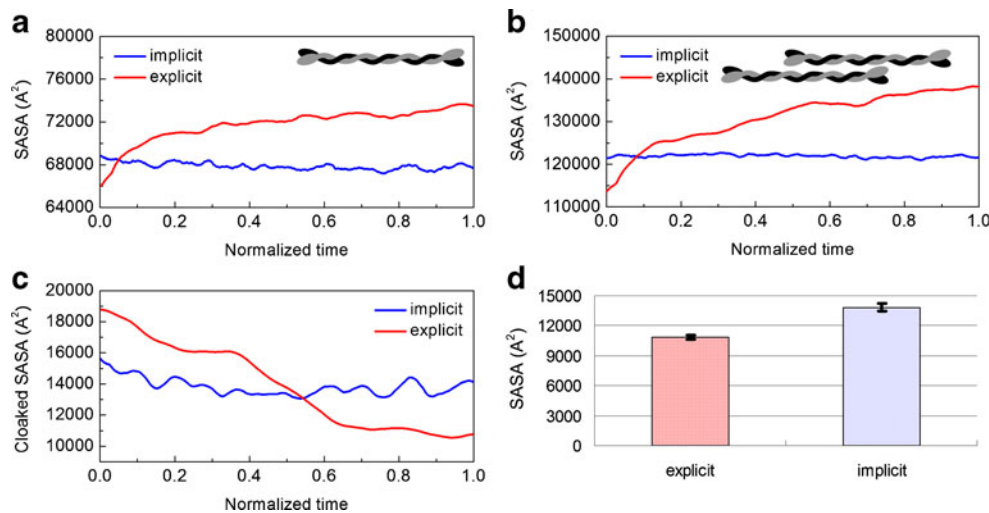 a
80000
76000
72000
68000
64000
SASA (A²)
implicit
explicit
0.0 0.2 0.4 0.6 0.8 1.0
Normalized time
b
150000
140000
130000
120000
110000
SASA (A²)
implicit
explicit
0.0 0.2 0.4 0.6 0.8 1.0
Normalized time
c
20000
18000
16000
14000
12000
10000
Cloaked SASA (A²)
implicit
explicit
0.0 0.2 0.4 0.6 0.8 1.0
Normalized time
d
15000
12000
9000
6000
3000
0
SASA (A²)
explicit implicit